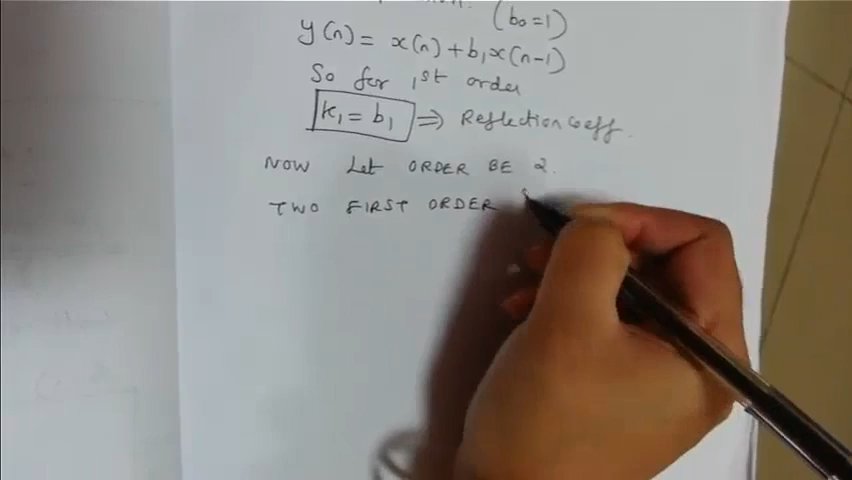 (b₀=1)
y(n) = x(n) + b₁x(n-1)
So for 1st order
K₁ = b₁ ⇒ Reflection coeff.
NOW Let ORDER BE 2.
TWO FIRST ORDER